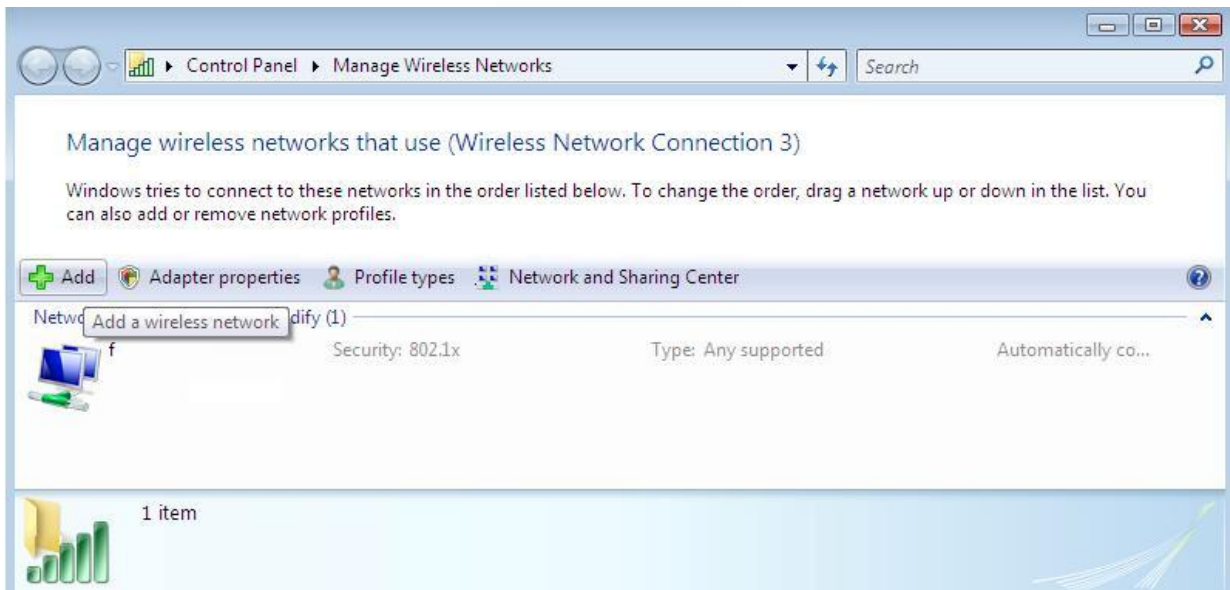 Control Panel Manage Wireless Networks Search
Manage wireless networks that use (Wireless Network Connection 3)
Windows tries to connect to these networks in the order listed below. To change the order, drag a network up or down in the list. You
can also add or remove network profiles.
Add Adapter properties Profile types Network and Sharing Center
Add a wireless network dify (1)
f Security: 802.1x Type: Any supported Automatically co...
1 item